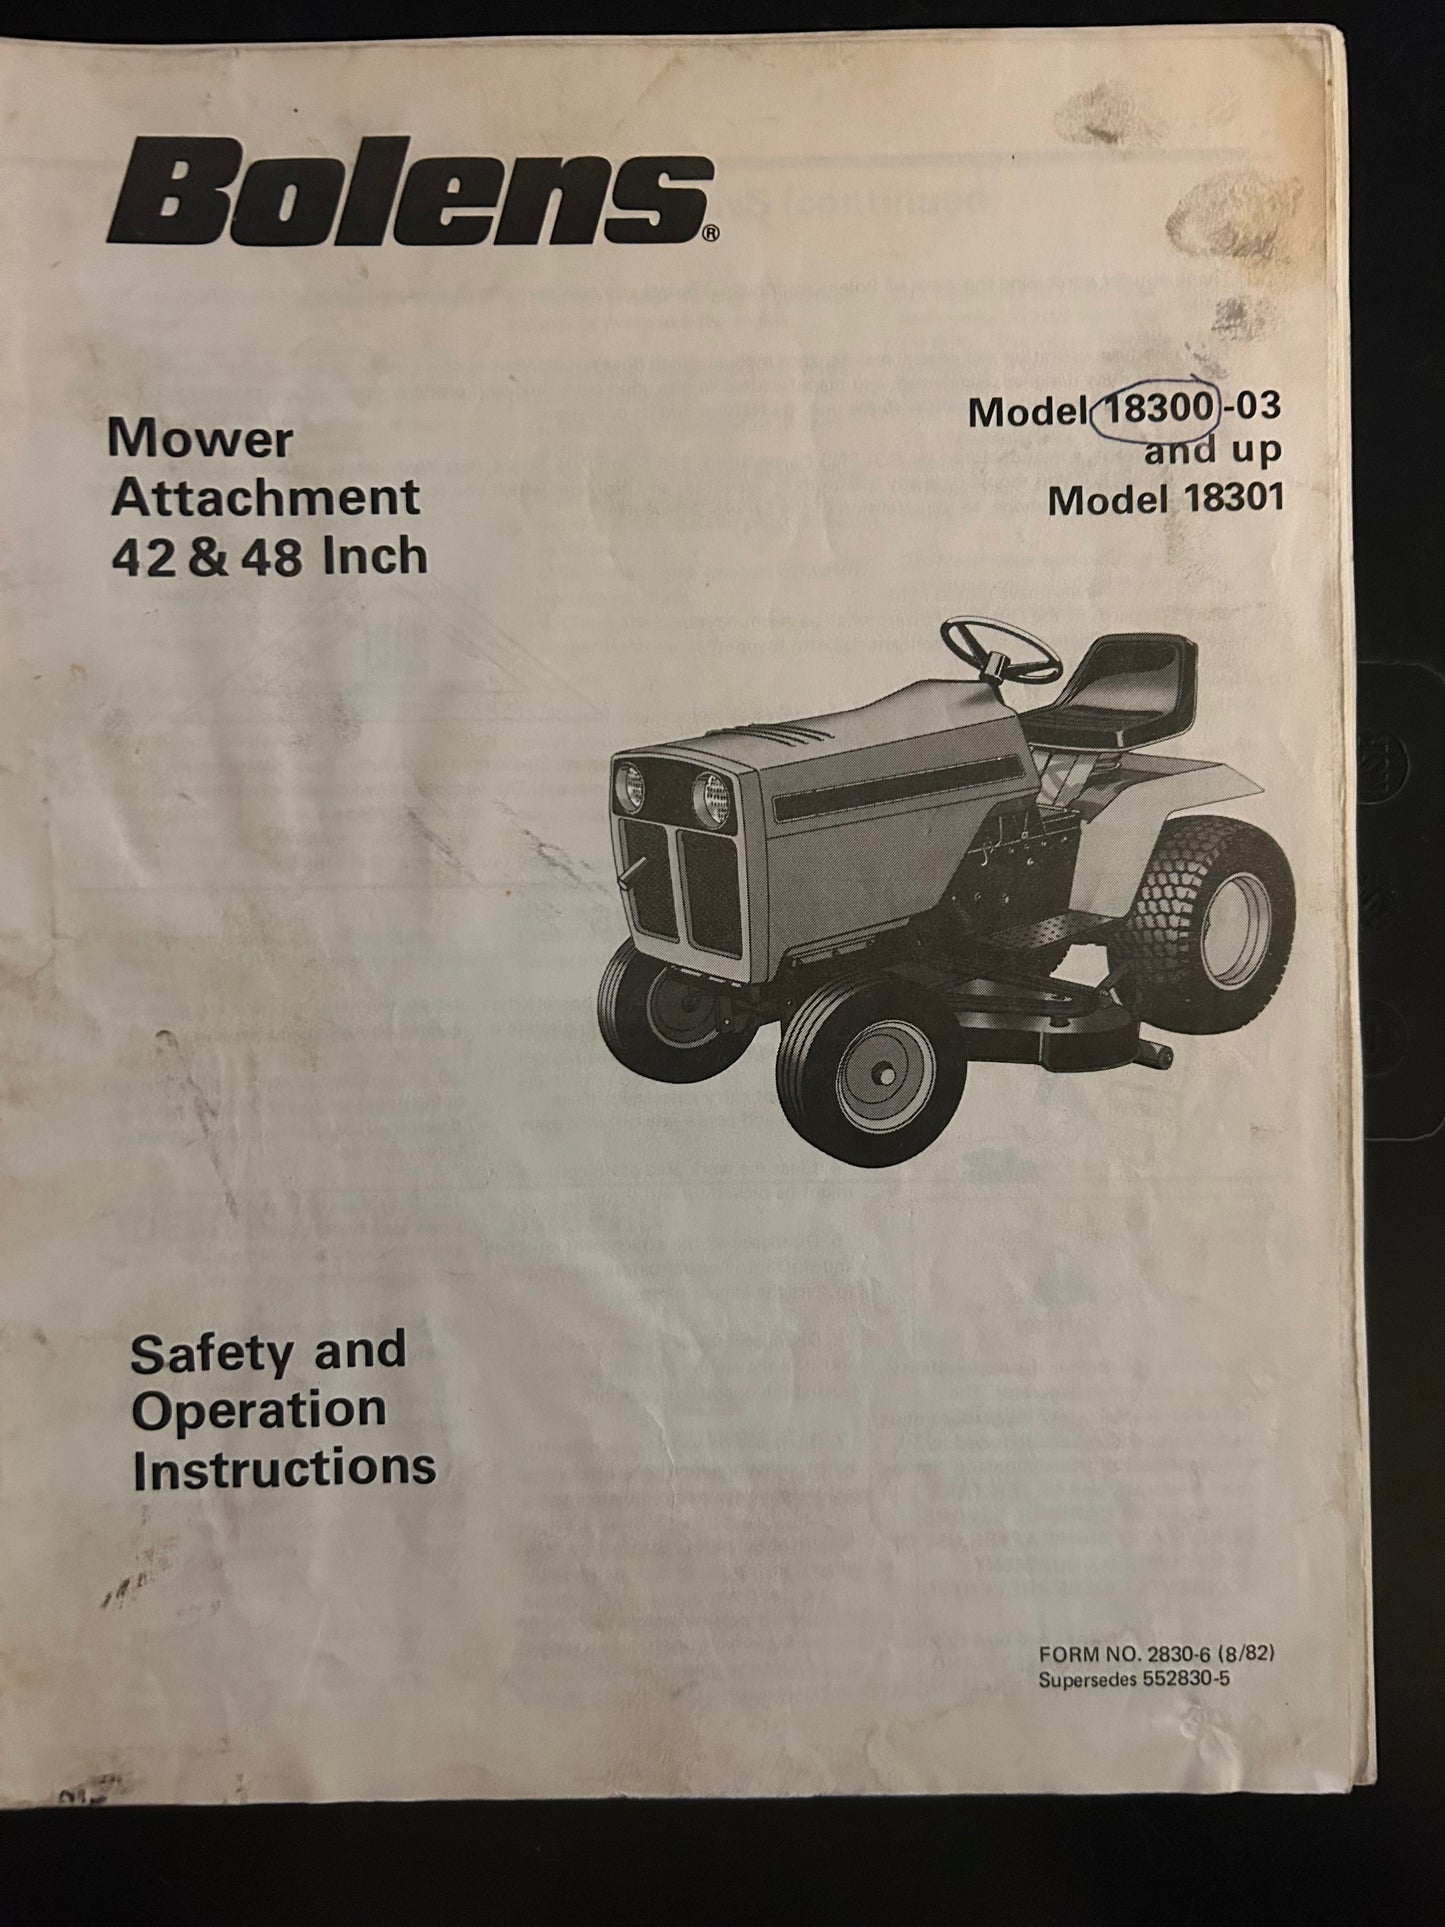 Bolens®
Mower
Attachment
42 & 48 Inch
Model 18300-03
and up
Model 18301
Safety and
Operation
Instructions
FORM NO. 2830-6 (8/82)
Supersedes 552830-5